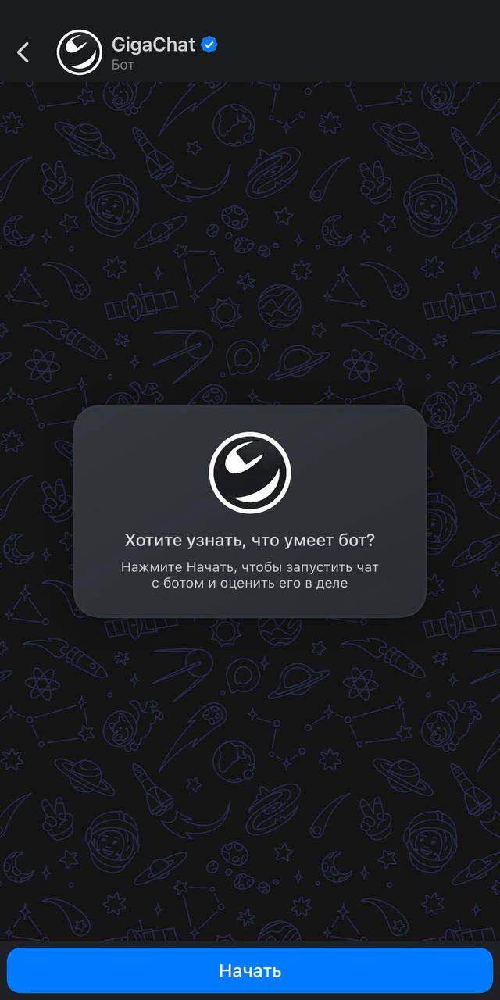 GigaChat
Бот
Хотите узнать, что умеет бот?
Нажмите Начать, чтобы запустить чат
с ботом и оценить его в деле
Начать